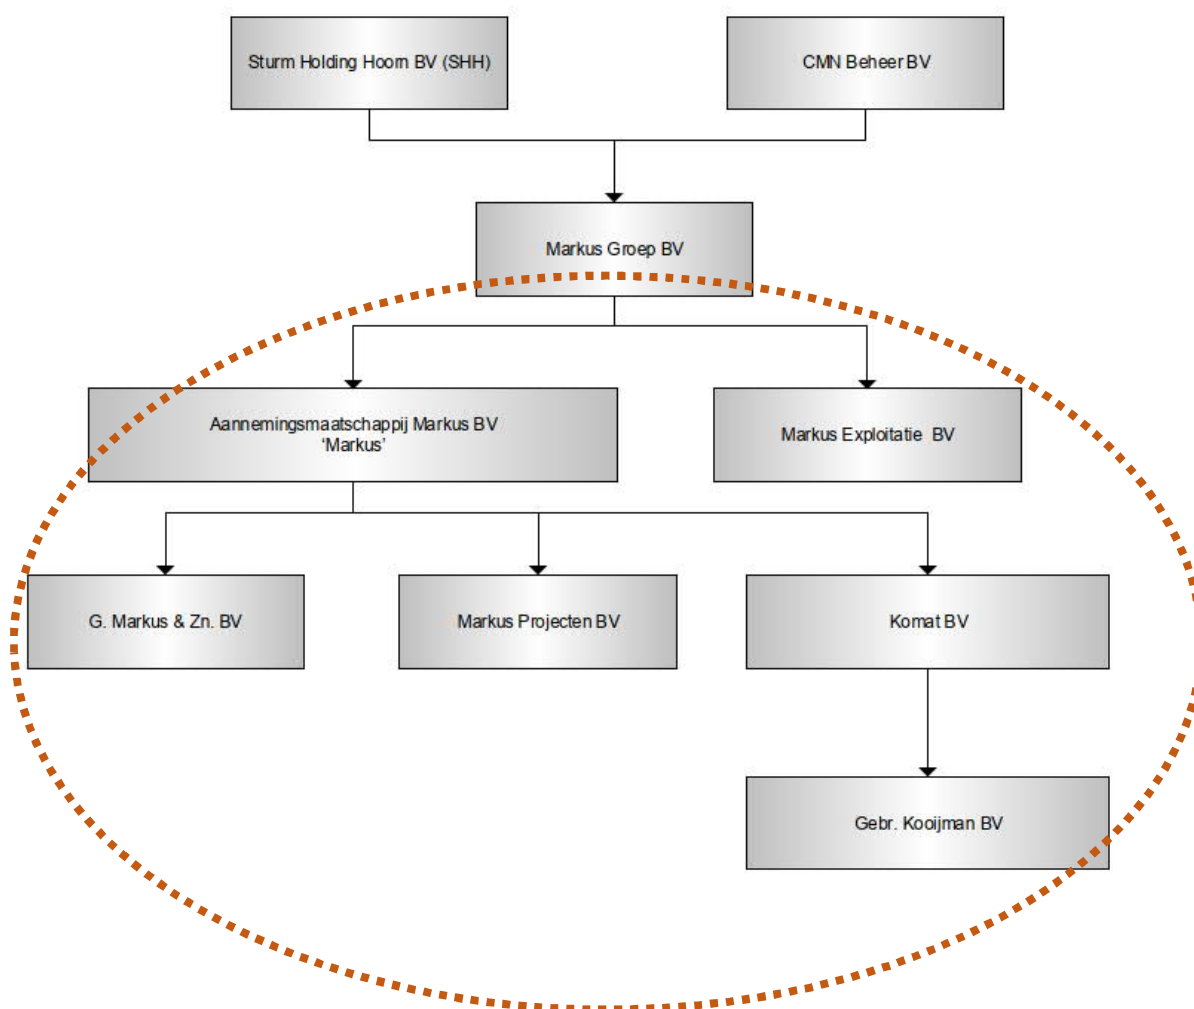 Sturm Holding Hoorn BV (SHH)
CMN Beheer BV
Markus Groep BV
Aannemingsmaatschappij Markus BV
‘Markus’
Markus Exploitatie BV
G. Markus & Zn. BV
Markus Projecten BV
Komat BV
Gebr. Kooijman BV